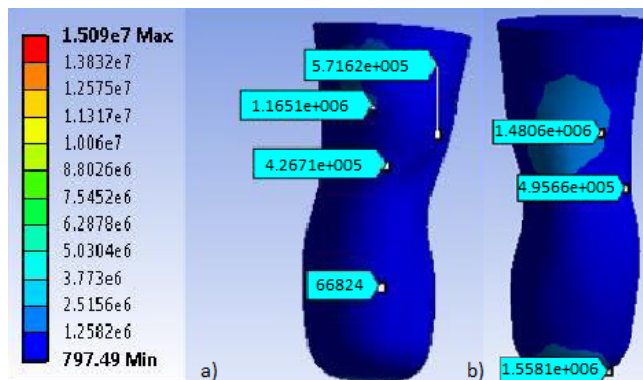 1.509e7 Max
1.3832e7
1.2575e7
1.1317e7
1.006e7
8.8026e6
7.5452e6
6.2878e6
5.0304e6
3.773e6
2.5156e6
1.2582e6
797.49 Min
5.7162e+005
1.1651e+006
4.2671e+005
66824
a)
1.4806e+006
4.9566e+005
1.5581e+006
b)